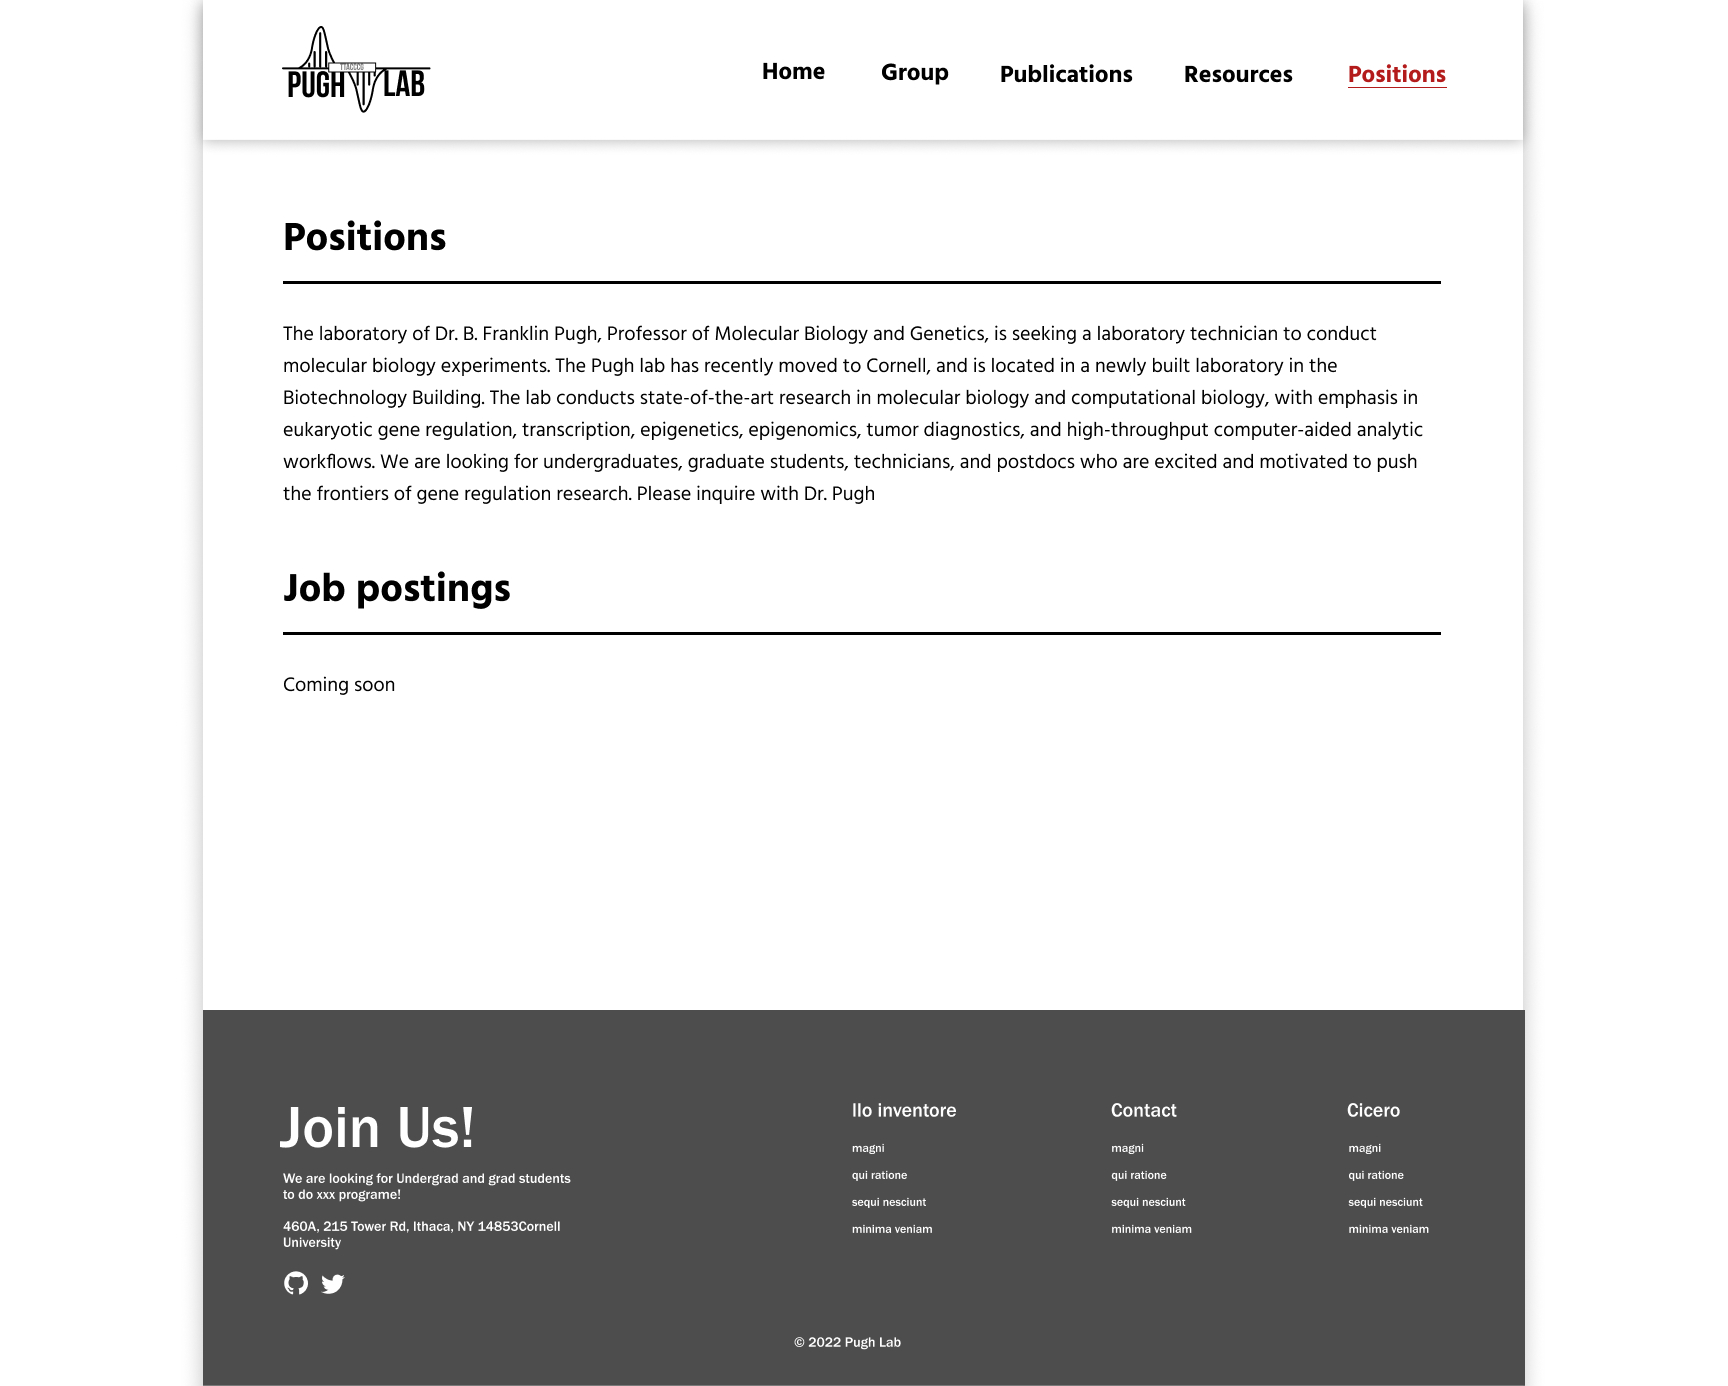 PUGH LAB
Home Group Publications Resources Positions
Positions
The laboratory of Dr. B. Franklin Pugh, Professor of Molecular Biology and Genetics, is seeking a laboratory technician to conduct
molecular biology experiments. The Pugh lab has recently moved to Cornell, and is located in a newly built laboratory in the
Biotechnology Building. The lab conducts state-of-the-art research in molecular biology and computational biology, with emphasis in
eukaryotic gene regulation, transcription, epigenetics, epigenomics, tumor diagnostics, and high-throughput computer-aided analytic
workflows. We are looking for undergraduates, graduate students, technicians, and postdocs who are excited and motivated to push
the frontiers of gene regulation research. Please inquire with Dr. Pugh
Job postings
Coming soon
Join Us!
We are looking for Undergrad and grad students
to do xxx programe!
460A, 215 Tower Rd, Ithaca, NY 14853Cornell
University
Ilo inventore
magni
qui ratione
sequi nesciunt
minima veniam
Contact
magni
qui ratione
sequi nesciunt
minima veniam
Cicero
magni
qui ratione
sequi nesciunt
minima veniam
© 2022 Pugh Lab